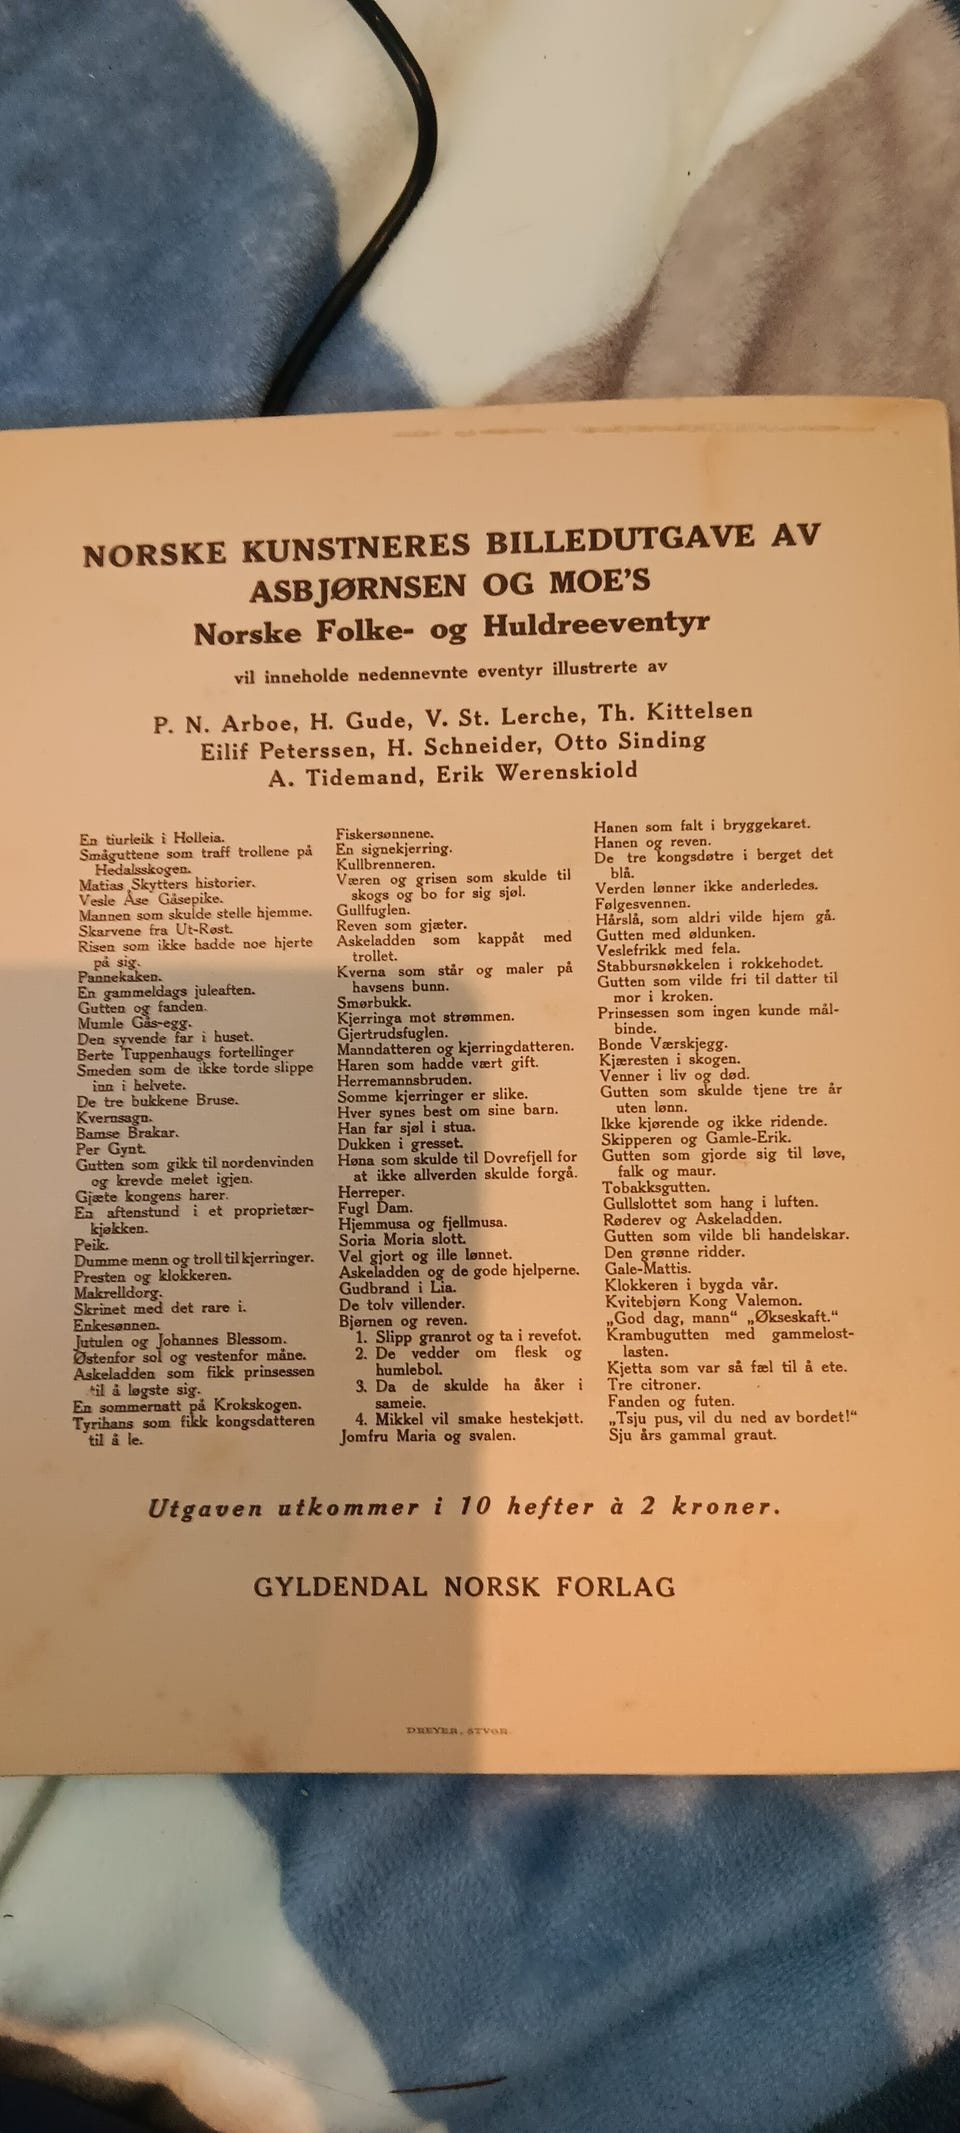 NORSKE KUNSTNERES BILLEDUTGAVE AV
ASBJØRNSEN OG MOE'S
Norske Folke- og Huldreeventyr
vil inneholde nedennevnte eventyr illustrerte av
P. N. Arboe, H. Gude, V. St. Lerche, Th. Kittelsen
Eilif Peterssen, H. Schneider, Otto Sinding
A. Tidemand, Erik Werenskiold
En tiurleik i Holleia.
Småguttene som traff trollene på
Hedalsskogen.
Matias Skytters historier.
Vesle Åse Gåsepike.
Mannen som skulde stelle hjemme.
Skarvene fra Ut-Røst.
Risen som ikke hadde noe hjerte
på sig.
Pannekaken.
En gammeldags juleaften.
Gutten og fanden.
Mumle Gås-egg.
Den syvende far i huset.
Berte Tuppenhaugs fortellinger
Smeden som de ikke torde slippe
inn i helvete.
De tre bukkene Bruse.
Kvernsagn.
Bamse Brakar.
Per Gynt.
Gutten som gikk til nordenvinden
og krevde melet igjen.
Gjæte kongens harer.
En aftenstund i et proprietær-
kjøkken.
Peik.
Dumme menn og troll til kjerringer.
Presten og klokkeren.
Makrelldorg.
Skrinet med det rare i.
Enkesønnen.
Jutulen og Johannes Blessom.
Østenfor sol og vestenfor måne.
Askeladden som fikk prinsessen
til å løgste sig.
En sommernatt på Krokskogen.
Tyrihans som fikk kongsdatteren
til å le.
Fiskersønnene.
En signekjerring.
Kullbrenneren.
Væren og grisen som skulde til
skogs og bo for sig sjøl.
Gullfuglen.
Reven som gjæter.
Askeladden som kappåt med
trollet.
Kverna som står og maler på
havsens bunn.
Smørbukk.
Kjerringa mot strømmen.
Gjertrudsfuglen.
Manndatteren og kjerringdatteren.
Haren som hadde vært gift.
Herremannsbruden.
Somme kjerringer er slike.
Hver synes best om sine barn.
Han far sjøl i stua.
Dukken i gresset.
Høna som skulde til Dovrefjell for
at ikke allverden skulde forgå.
Herreper.
Fugl Dam.
Hjemmusa og fjellmusa.
Soria Moria slott.
Vel gjort og ille lønnet.
Askeladden og de gode hjelperne.
Gudbrand i Lia.
De tolv villender.
Bjørnen og reven.
1. Slipp granrot og ta i revefot.
2. De vedder om flesk og
humlebol.
3. Da de skulde ha åker i
sameie.
4. Mikkel vil smake hestekjøtt.
Jomfru Maria og svalen.
Hanen som falt i bryggekaret.
Hanen og reven.
De tre kongsdøtre i berget det
blå.
Verden lønner ikke anderledes.
Følgesvennen.
Hårslå, som aldri vilde hjem gå.
Gutten med øldunken.
Veslefrikk med fela.
Stabbursnøkkelen i rokkehodet.
Gutten som vilde fri til datter til
mor i kroken.
Prinsessen som ingen kunde mål-
binde.
Bonde Værskjegg.
Kjæresten i skogen.
Venner i liv og død.
Gutten som skulde tjene tre år
uten lønn.
Ikke kjørende og ikke ridende.
Skipperen og Gamle-Erik.
Gutten som gjorde sig til løve,
falk og maur.
Tobakksgutten.
Gullslottet som hang i luften.
Røderev og Askeladden.
Gutten som vilde bli handelskar.
Den grønne ridder.
Gale-Mattis.
Klokkeren i bygda vår.
Kvitebjørn Kong Valemon.
„God dag, mann“ „Økseskaft.“
Krambugutten med gammelost-
lasten.
Kjetta som var så fæl til å ete.
Tre citroner.
Fanden og futen.
„Tsju pus, vil du ned av bordet!“
Sju års gammal graut.
Utgaven utkommer i 10 hefter à 2 kroner.
GYLDENDAL NORSK FORLAG
DREYER, STVGR.